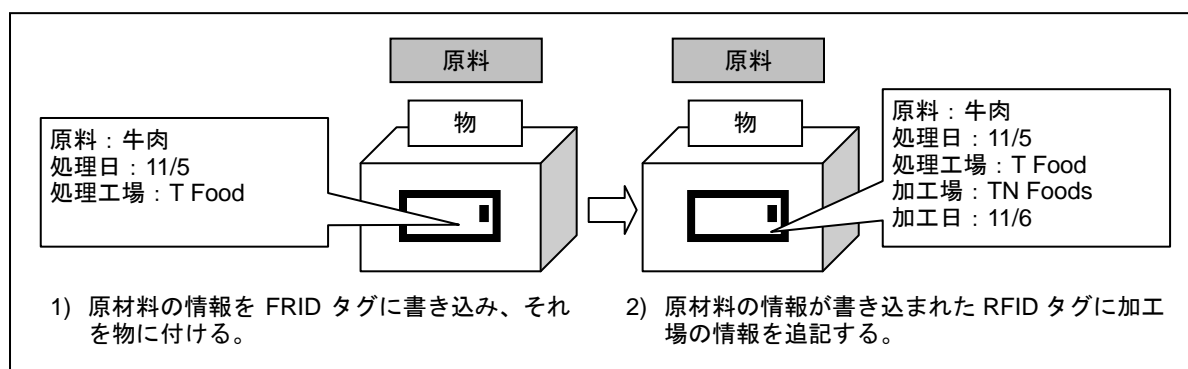 原料
物
原料：牛肉
処理日：11/5
処理工場：T Food
原料
物
原料：牛肉
処理日：11/5
処理工場：T Food
加工場：TN Foods
加工日：11/6
1) 原材料の情報を FRID タグに書き込み、それ
を物に付ける。
2) 原材料の情報が書き込まれた RFID タグに加工
場の情報を追記する。